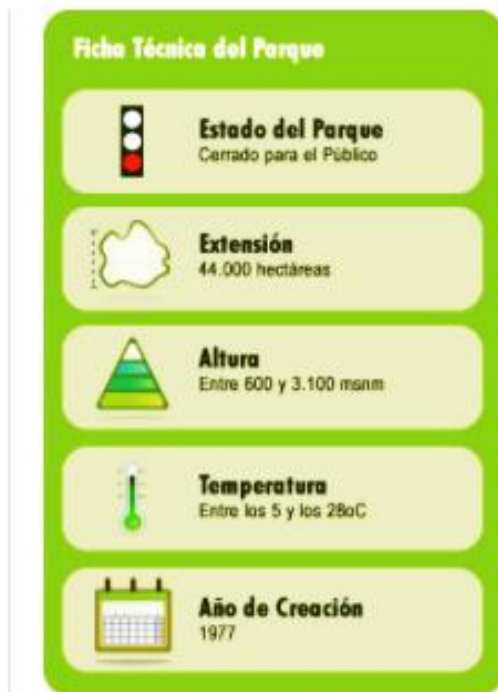 Ficha Técnica del Parque
Estado del Parque
Cerrado para el Público
Extensión
44.000 hectáreas
Altura
Entre 600 y 3.100 msnm
Temperatura
Entre los 5 y los 28oC
Año de Creación
1977